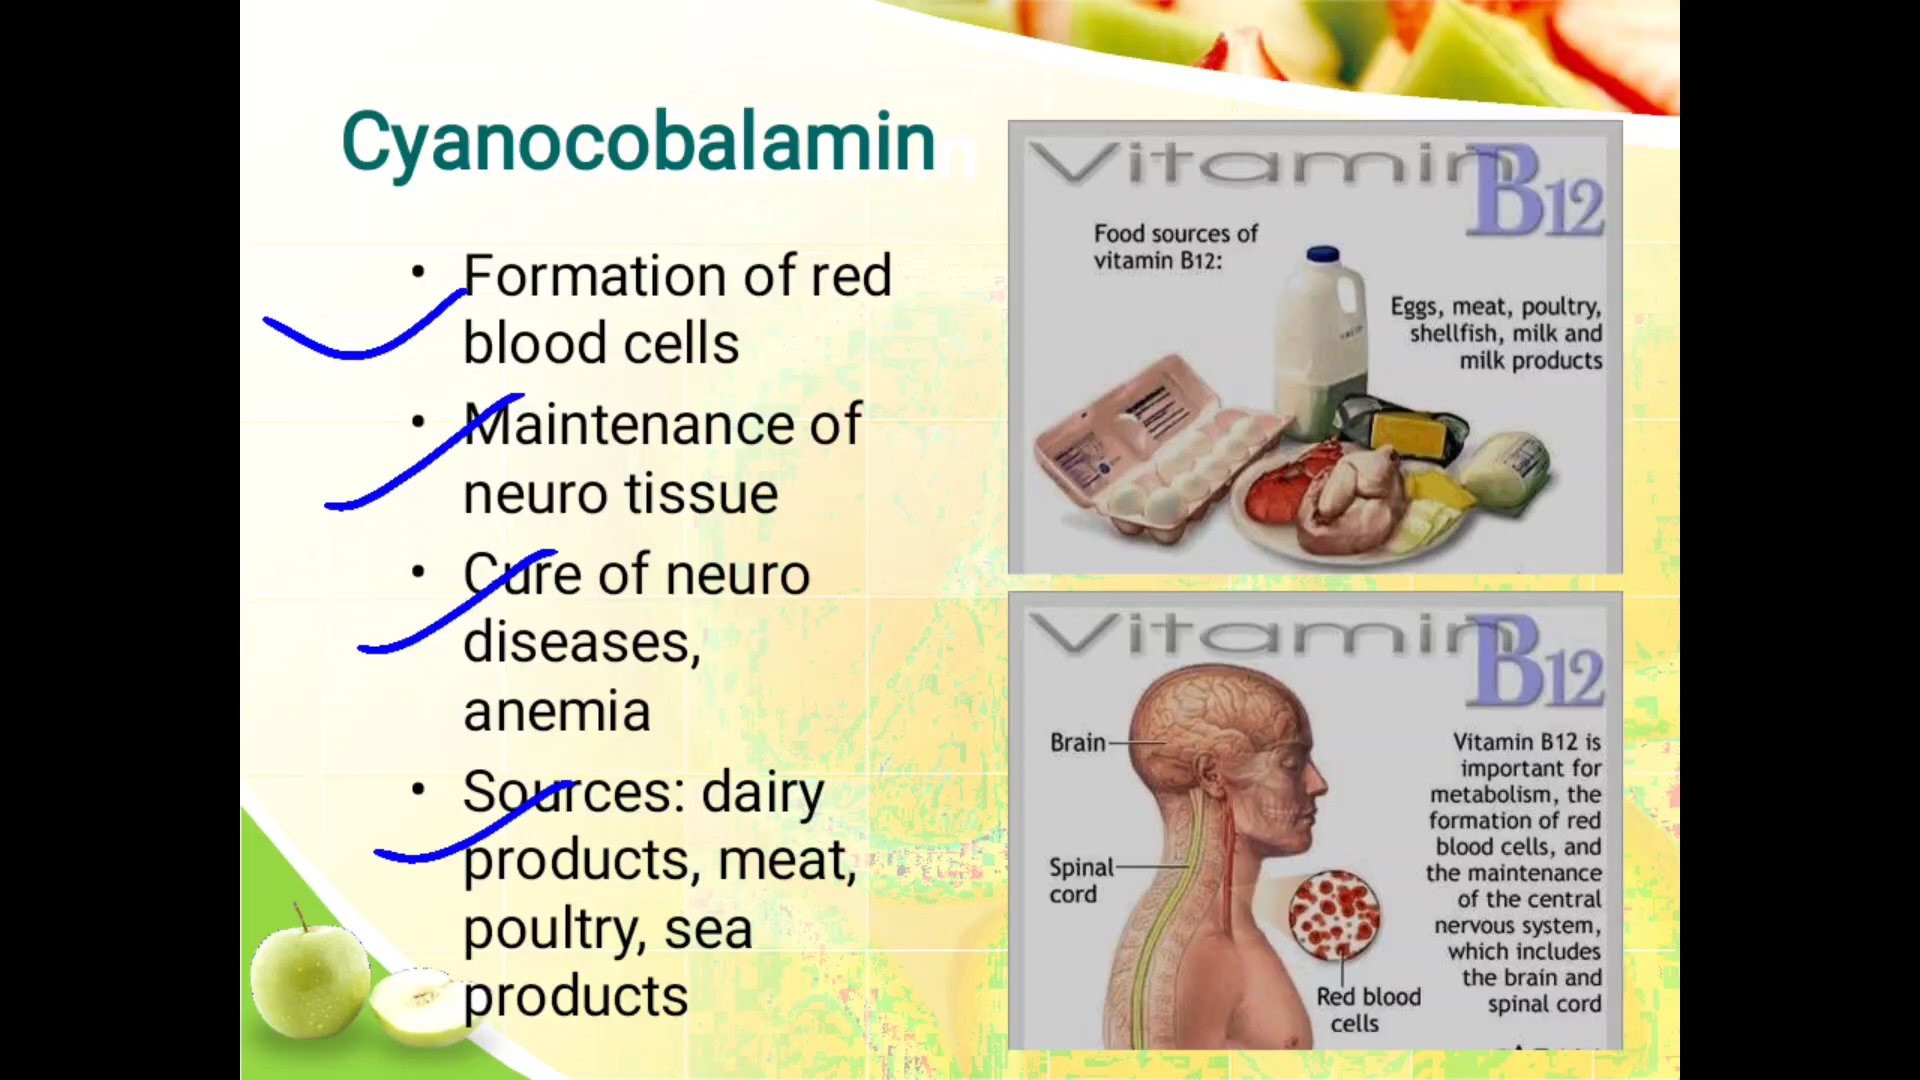 Cyanocobalamin
• Formation of red
blood cells
• Maintenance of
neuro tissue
• Cure of neuro
diseases,
anemia
• Sources: dairy
products, meat,
poultry, sea
products
Vitamin B12
Food sources of
vitamin B12:
Eggs, meat, poultry,
shellfish, milk and
milk products
Vitamin B12
Brain
Spinal
cord
Red blood
cells
Vitamin B12 is
important for
metabolism, the
formation of red
blood cells, and
the maintenance
of the central
nervous system,
which includes
the brain and
spinal cord